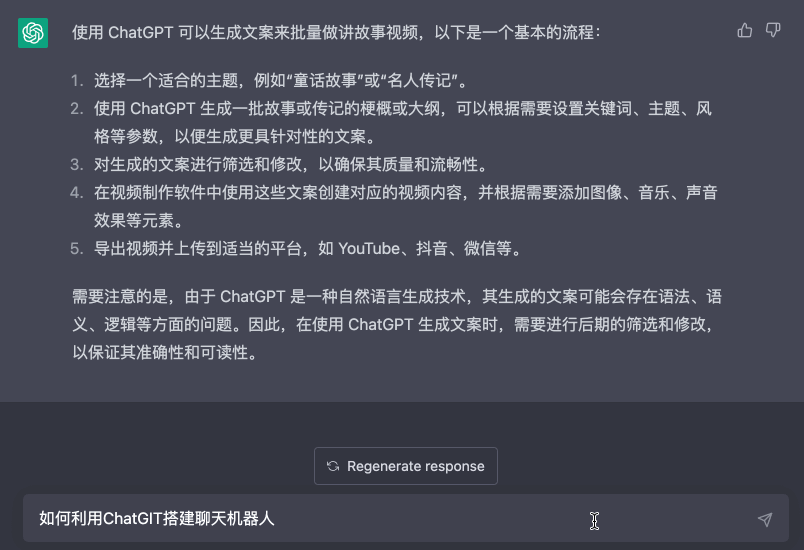 使用 ChatGPT 可以生成文案来批量做讲故事视频，以下是一个基本的流程：
1. 选择一个适合的主题，例如“童话故事”或“名人传记”。
2. 使用 ChatGPT 生成一批故事或传记的梗概或大纲，可以根据需要设置关键词、主题、风
格等参数，以便生成更具针对性的文案。
3. 对生成的文案进行筛选和修改，以确保其质量和流畅性。
4. 在视频制作软件中使用这些文案创建对应的视频内容，并根据需要添加图像、音乐、声音
效果等元素。
5. 导出视频并上传到适当的平台，如 YouTube、抖音、微信等。
需要注意的是，由于 ChatGPT 是一种自然语言生成技术，其生成的文案可能会存在语法、语
义、逻辑等方面的问题。因此，在使用 ChatGPT 生成文案时，需要进行后期的筛选和修改，
以保证其准确性和可读性。
Regenerate response
如何利用ChatGIT搭建聊天机器人